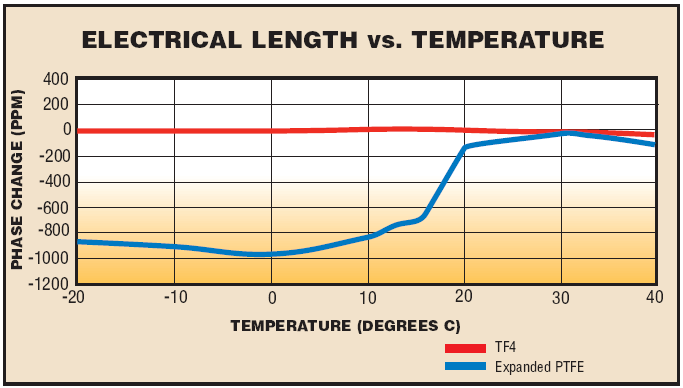 ELECTRICAL LENGTH vs. TEMPERATURE
PHASE CHANGE (PPM)
400
200
0
-200
-400
-600
-800
-1000
-1200
-20 -10 0 10 20 30 40
TEMPERATURE (DEGREES C)
TF4
Expanded PTFE